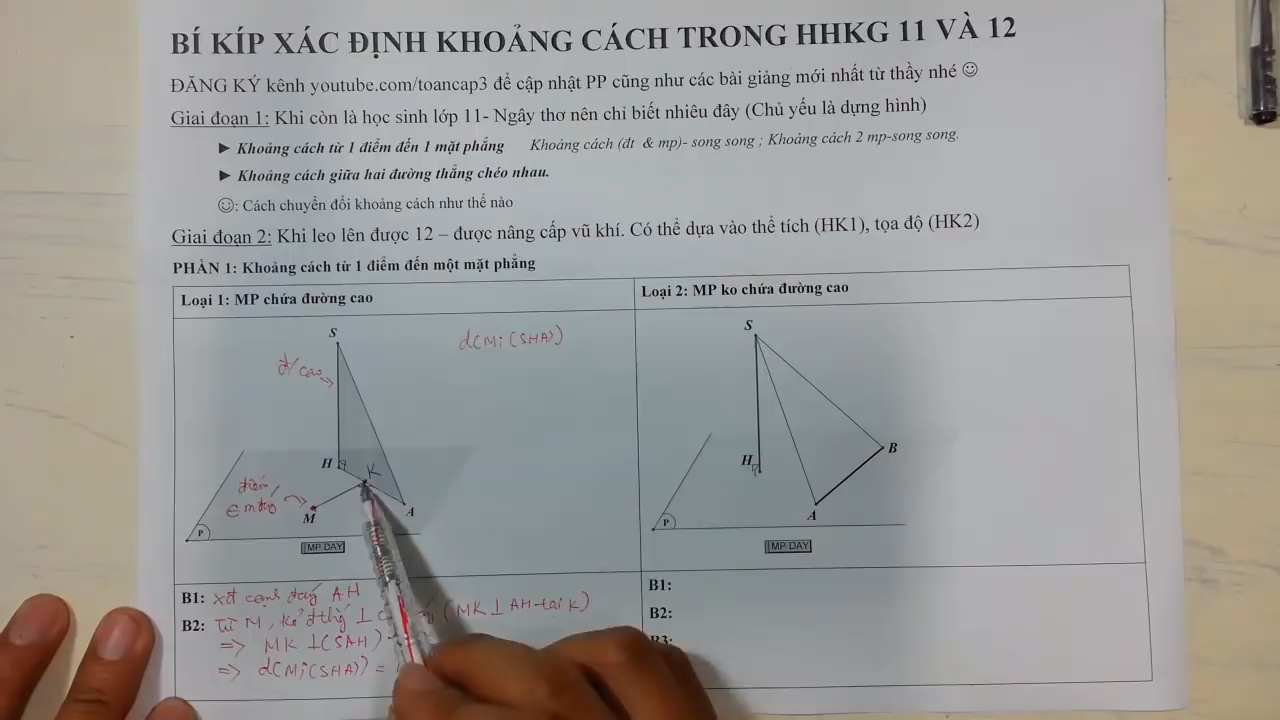 BÍ KÍP XÁC ĐỊNH KHOẢNG CÁCH TRONG HHKG 11 VÀ 12
ĐĂNG KÝ kênh youtube.com/toancap3 để cập nhật PP cũng như các bài giảng mới nhất từ thầy nhé ☺
Giai đoạn 1: Khi còn là học sinh lớp 11- Ngây thơ nên chỉ biết nhiêu đây (Chủ yếu là dựng hình)
► Khoảng cách từ 1 điểm đến 1 mặt phẳng Khoảng cách (đt & mp)- song song ; Khoảng cách 2 mp-song song.
► Khoảng cách giữa hai đường thẳng chéo nhau.
☺: Cách chuyển đổi khoảng cách như thế nào
Giai đoạn 2: Khi leo lên được 12 – được nâng cấp vũ khí. Có thể dựa vào thể tích (HK1), tọa độ (HK2)
PHẦN 1: Khoảng cách từ 1 điểm đến một mặt phẳng
Loại 1: MP chứa đường cao
Loại 2: MP ko chứa đường cao
S
d(M; (SHA))
đ/cao
H
K
điểm
M
A
P
MP DAY
S
H
B
A
P
MP DAY
B1: xđ cạnh đáy AH
B2: Từ M, kẻ đthg ⊥ (MK ⊥ AH tại K)
=> MK ⊥ (SAH)
=> d(M; (SHA)) =
B1:
B2:
B3: